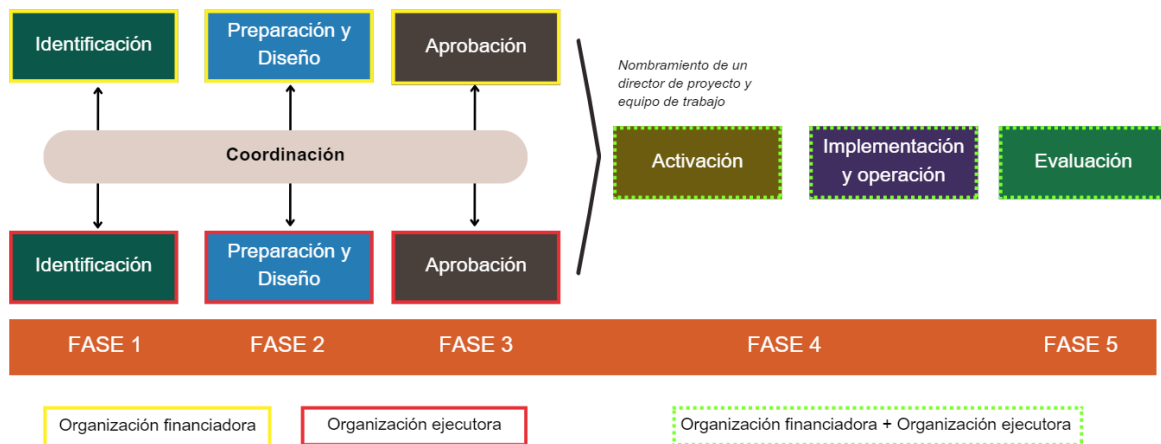 Identificación
Preparación y
Diseño
Aprobación
Coordinación
Identificación
Preparación y
Diseño
Aprobación
Nombramiento de un
director de proyecto y
equipo de trabajo
Activación
Implementación
y operación
Evaluación
FASE 1
FASE 2
FASE 3
FASE 4
FASE 5
Organización financiadora
Organización ejecutora
Organización financiadora + Organización ejecutora